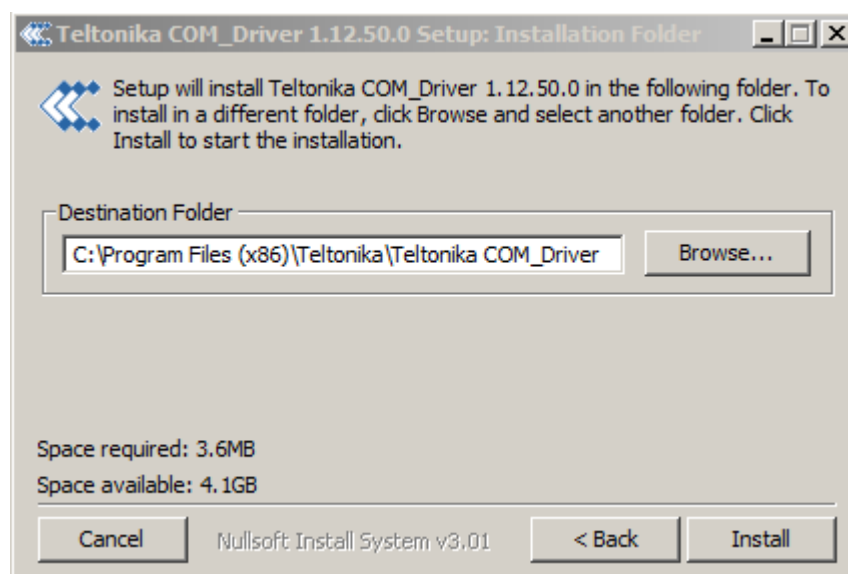 Teltonika COM_Driver 1.12.50.0 Setup: Installation Folder
Setup will install Teltonika COM_Driver 1.12.50.0 in the following folder. To
install in a different folder, click Browse and select another folder. Click
Install to start the installation.
Destination Folder
C:\Program Files (x86)\Teltonika\Teltonika COM_Driver
Browse...
Space required: 3.6MB
Space available: 4.1GB
Cancel
Nullsoft Install System v3.01
< Back
Install